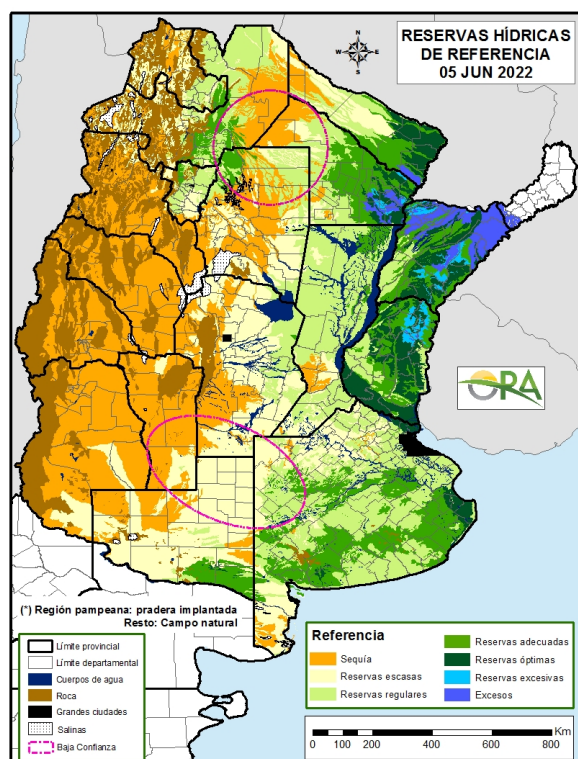 RESERVAS HÍDRICAS
DE REFERENCIA
05 JUN 2022
N
W
E
S
ORA
(*) Región pampeana: pradera implantada
Resto: Campo natural
Límite provincial
Límite departamental
Cuerpos de agua
Roca
Grandes ciudades
Salinas
Baja Confianza
Referencia
Sequía
Reservas escasas
Reservas regulares
Reservas adecuadas
Reservas óptimas
Reservas excesivas
Excesos
Km
0 50 100 200 400 600 800